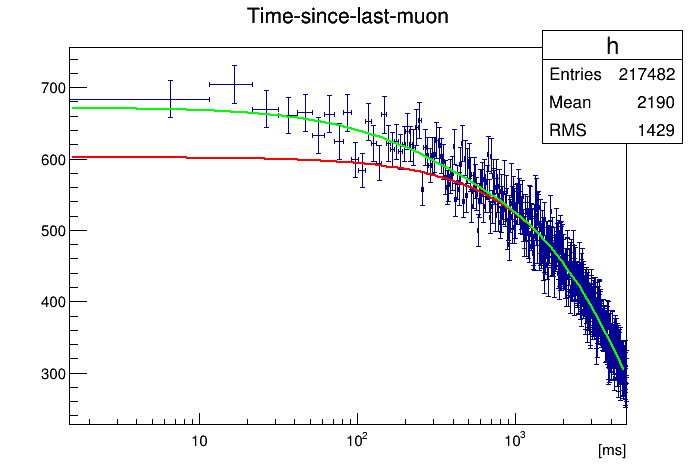 Time-since-last-muon
h
Entries 217482
Mean 2190
RMS 1429
700
600
500
400
300
10
10²
10³
[ms]